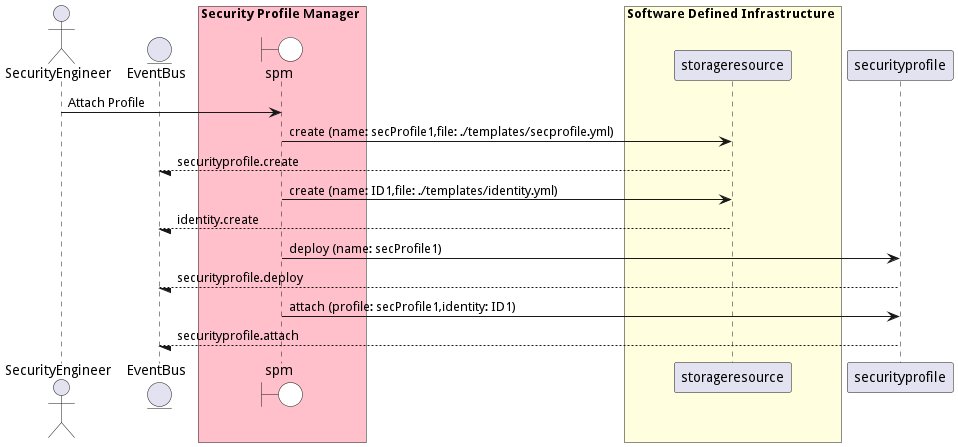 Security Profile Manager
Software Defined Infrastructure
SecurityEngineer
EventBus
spm
storageresource
securityprofile
Attach Profile
create (name: secProfile1,file: ./templates/secprofile.yml)
securityprofile.create
create (name: ID1,file: ./templates/identity.yml)
identity.create
deploy (name: secProfile1)
securityprofile.deploy
attach (profile: secProfile1,identity: ID1)
securityprofile.attach
SecurityEngineer
EventBus
spm
storageresource
securityprofile